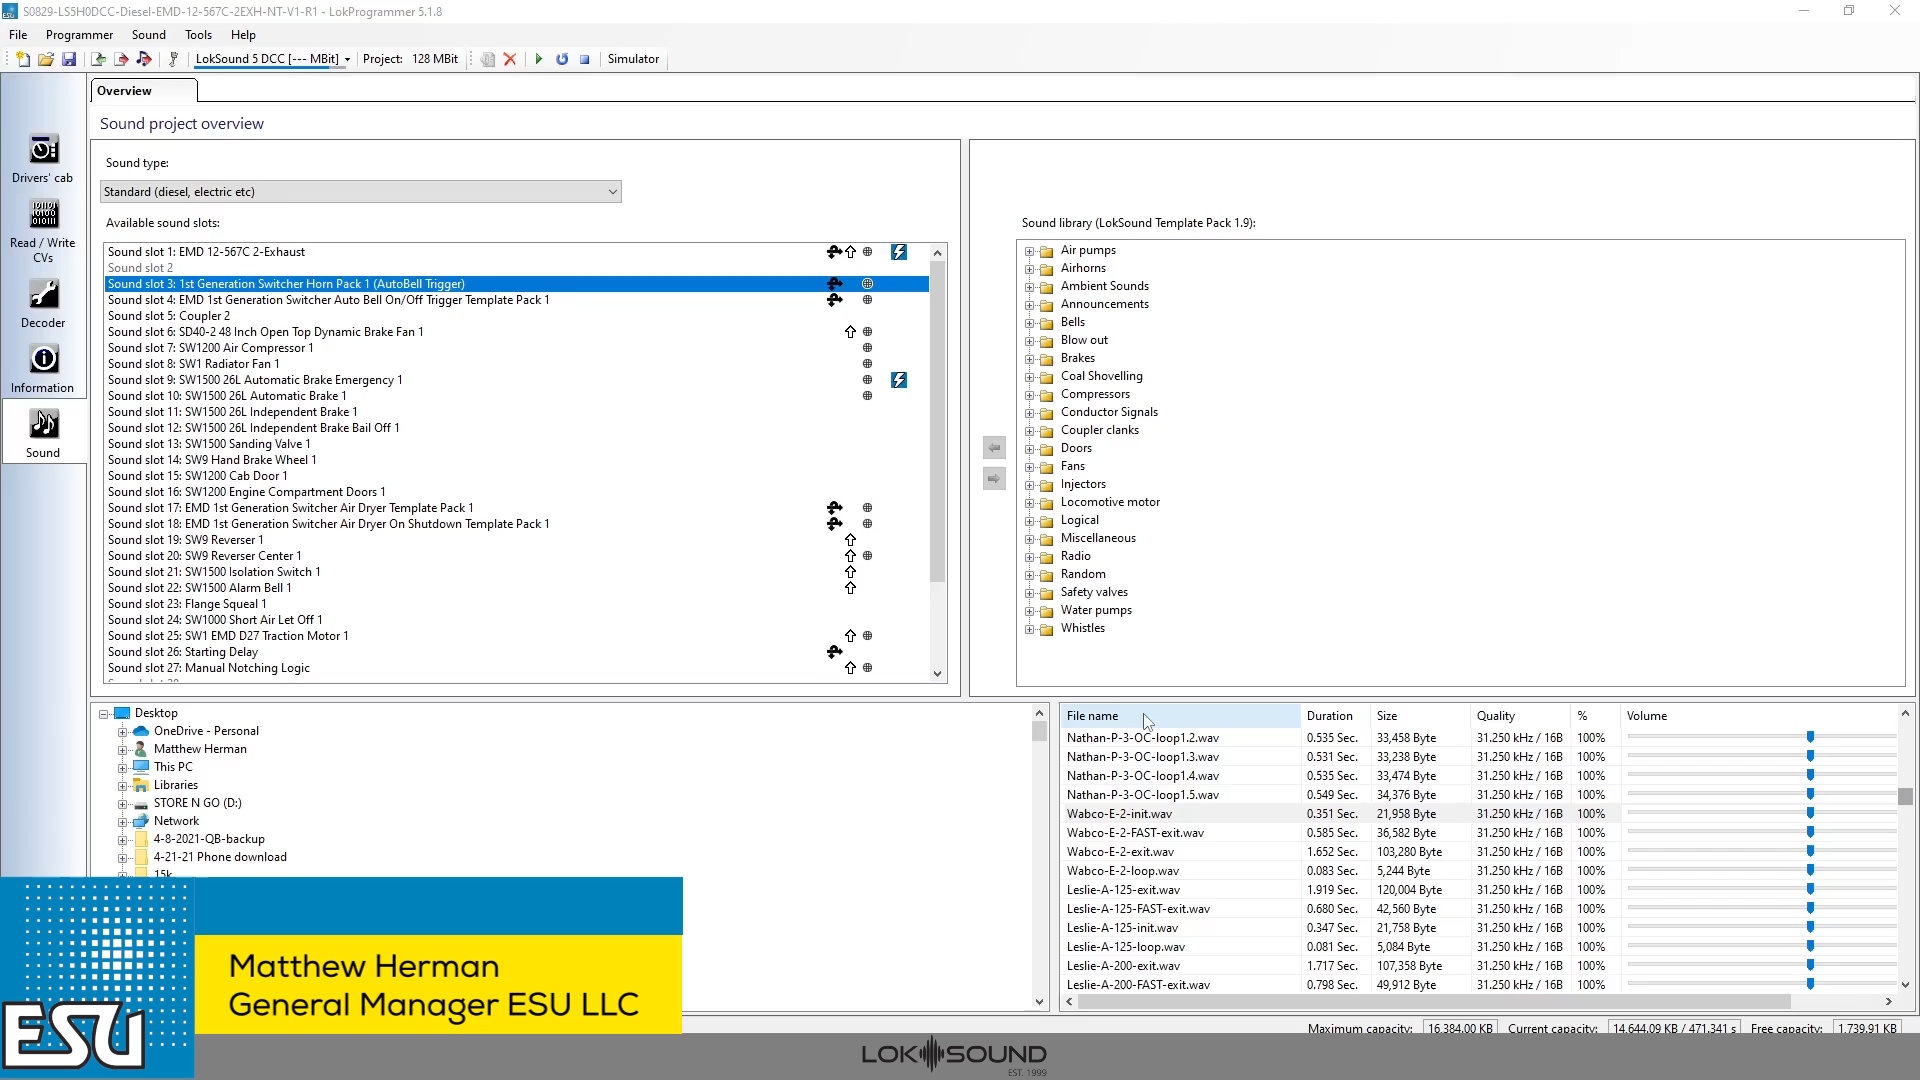 S0829-LS5H0DCC-Diesel-EMD-12-567C-2EXH-NT-V1-R1 - LokProgrammer 5.1.8
File Programmer Sound Tools Help
LokSound 5 DCC [--- MBit] Project: 128 MBit Simulator
Overview
Sound project overview
Drivers' cab
Read / Write CVs
Decoder
Information
Sound
Sound type:
Standard (diesel, electric etc)
Available sound slots:
Sound slot 1: EMD 12-567C 2-Exhaust
Sound slot 2
Sound slot 3: 1st Generation Switcher Horn Pack 1 (AutoBell Trigger)
Sound slot 4: EMD 1st Generation Switcher Auto Bell On/Off Trigger Template Pack 1
Sound slot 5: Coupler 2
Sound slot 6: SD40-2 48 Inch Open Top Dynamic Brake Fan 1
Sound slot 7: SW1200 Air Compressor 1
Sound slot 8: SW1 Radiator Fan 1
Sound slot 9: SW1500 26L Automatic Brake Emergency 1
Sound slot 10: SW1500 26L Automatic Brake 1
Sound slot 11: SW1500 26L Independent Brake 1
Sound slot 12: SW1500 26L Independent Brake Bail Off 1
Sound slot 13: SW1500 Sanding Valve 1
Sound slot 14: SW9 Hand Brake Wheel 1
Sound slot 15: SW1200 Cab Door 1
Sound slot 16: SW1200 Engine Compartment Doors 1
Sound slot 17: EMD 1st Generation Switcher Air Dryer Template Pack 1
Sound slot 18: EMD 1st Generation Switcher Air Dryer On Shutdown Template Pack 1
Sound slot 19: SW9 Reverser 1
Sound slot 20: SW9 Reverser Center 1
Sound slot 21: SW1500 Isolation Switch 1
Sound slot 22: SW1500 Alarm Bell 1
Sound slot 23: Flange Squeal 1
Sound slot 24: SW1000 Short Air Let Off 1
Sound slot 25: SW1 EMD D27 Traction Motor 1
Sound slot 26: Starting Delay
Sound slot 27: Manual Notching Logic
Sound library (LokSound Template Pack 1.9):
Air pumps
Airhorns
Ambient Sounds
Announcements
Bells
Blow out
Brakes
Coal Shovelling
Compressors
Conductor Signals
Coupler clanks
Doors
Fans
Injectors
Locomotive motor
Logical
Miscellaneous
Radio
Random
Safety valves
Water pumps
Whistles
Desktop
OneDrive - Personal
Matthew Herman
This PC
Libraries
STORE N GO (D:)
Network
4-8-2021-QB-backup
4-21-21 Phone download
15k
File name Duration Size Quality % Volume
Nathan-P-3-OC-loop1.2.wav 0.535 Sec. 33,458 Byte 31.250 kHz / 16B 100%
Nathan-P-3-OC-loop1.3.wav 0.531 Sec. 33,238 Byte 31.250 kHz / 16B 100%
Nathan-P-3-OC-loop1.4.wav 0.535 Sec. 33,474 Byte 31.250 kHz / 16B 100%
Nathan-P-3-OC-loop1.5.wav 0.549 Sec. 34,376 Byte 31.250 kHz / 16B 100%
Wabco-E-2-init.wav 0.351 Sec. 21,958 Byte 31.250 kHz / 16B 100%
Wabco-E-2-FAST-exit.wav 0.585 Sec. 36,582 Byte 31.250 kHz / 16B 100%
Wabco-E-2-exit.wav 1.652 Sec. 103,280 Byte 31.250 kHz / 16B 100%
Wabco-E-2-loop.wav 0.083 Sec. 5,244 Byte 31.250 kHz / 16B 100%
Leslie-A-125-exit.wav 1.919 Sec. 120,004 Byte 31.250 kHz / 16B 100%
Leslie-A-125-FAST-exit.wav 0.680 Sec. 42,560 Byte 31.250 kHz / 16B 100%
Leslie-A-125-init.wav 0.347 Sec. 21,758 Byte 31.250 kHz / 16B 100%
Leslie-A-125-loop.wav 0.081 Sec. 5,084 Byte 31.250 kHz / 16B 100%
Leslie-A-200-exit.wav 1.717 Sec. 107,358 Byte 31.250 kHz / 16B 100%
Leslie-A-200-FAST-exit.wav 0.798 Sec. 49,912 Byte 31.250 kHz / 16B 100%
Maximum capacity: 16,384.00 KB Current capacity: 14,644.09 KB / 471.341 s Free capacity: 1,739.91 KB
Matthew Herman
General Manager ESU LLC
ESU
LOKSOUND
EST. 1999